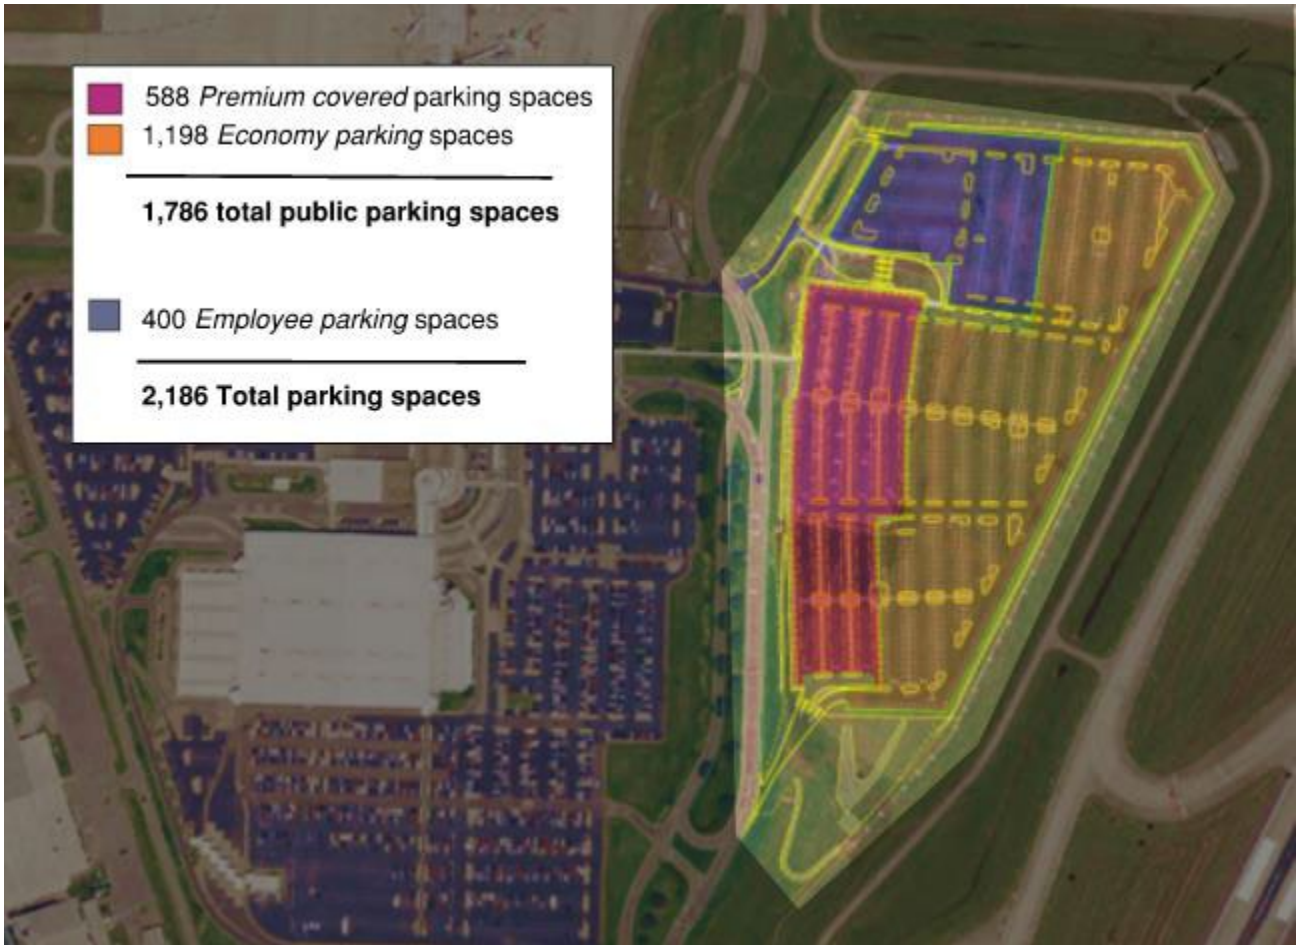 588 Premium covered parking spaces
1,198 Economy parking spaces
1,786 total public parking spaces
400 Employee parking spaces
2,186 Total parking spaces